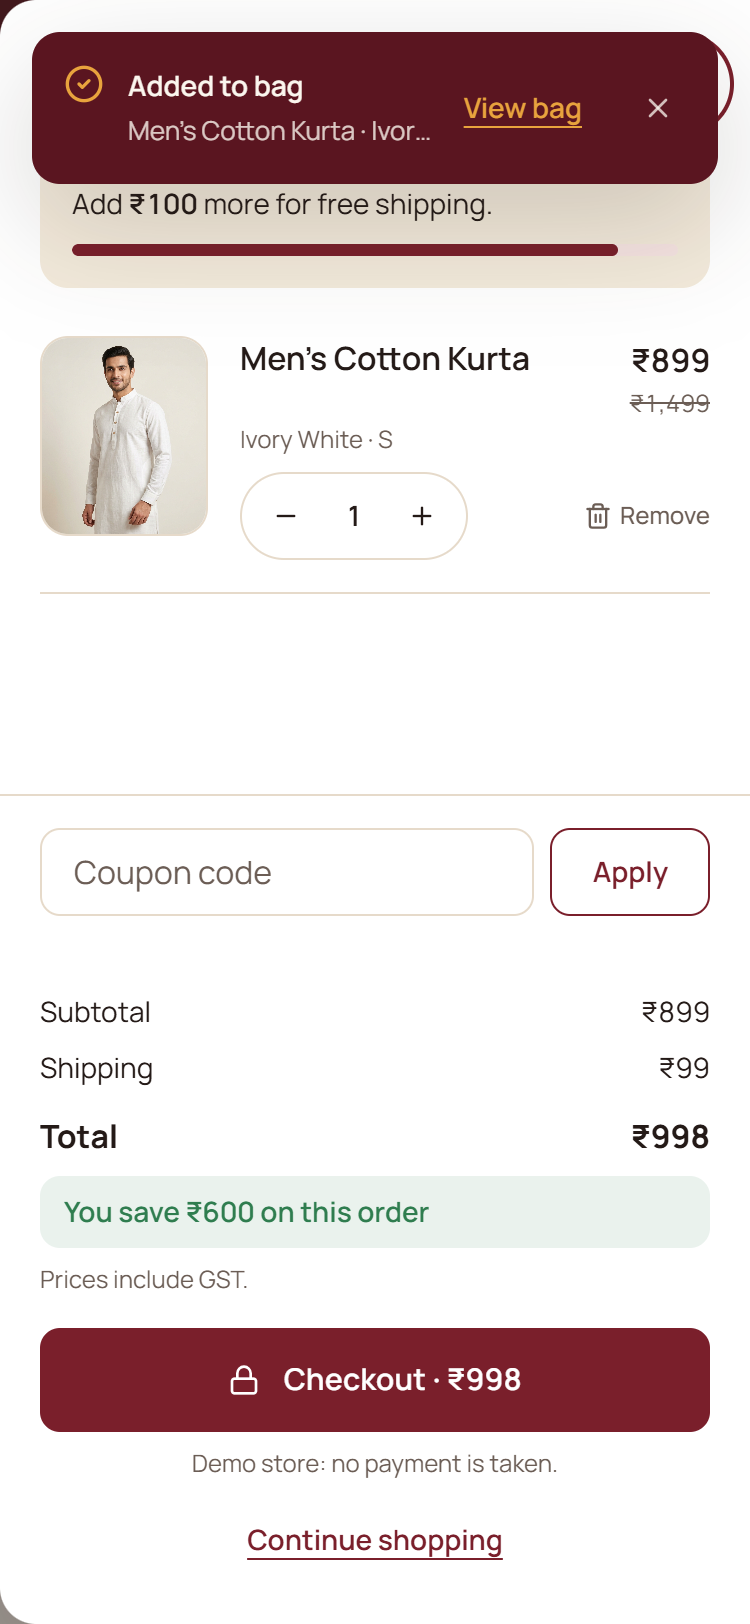 Added to bag
Men's Cotton Kurta · Ivor...
View bag
Add ₹100 more for free shipping.
Men's Cotton Kurta
₹899
₹1,499
Ivory White · S
1
Remove
Coupon code
Apply
Subtotal ₹899
Shipping ₹99
Total ₹998
You save ₹600 on this order
Prices include GST.
Checkout · ₹998
Demo store: no payment is taken.
Continue shopping